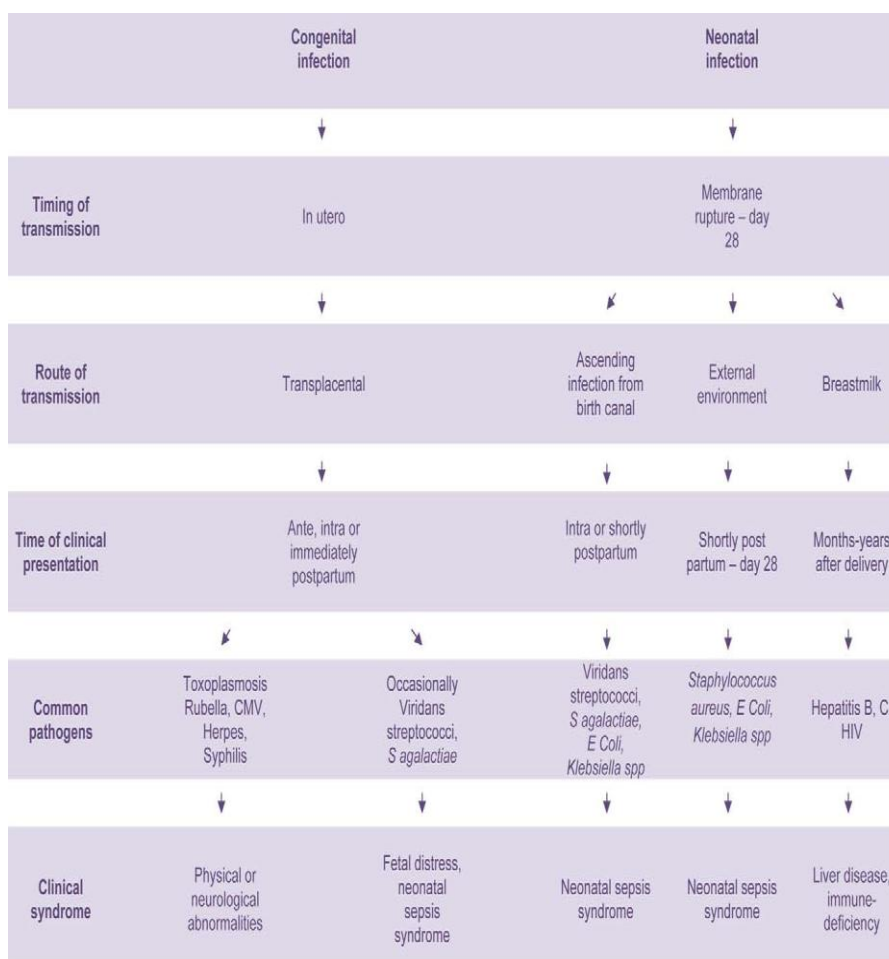 Congenital
infection
Neonatal
infection
Timing of
transmission
In utero
Membrane
rupture – day
28
Route of
transmission
Transplacental
Ascending
infection from
birth canal
External
environment
Breastmilk
Time of clinical
presentation
Ante, intra or
immediately
postpartum
Intra or shortly
postpartum
Shortly post
partum – day 28
Months-years
after delivery
Common
pathogens
Toxoplasmosis
Rubella, CMV,
Herpes,
Syphilis
Occasionally
Viridans
streptococci,
S agalactiae
Viridans
streptococci,
S agalactiae,
E Coli,
Klebsiella spp
Staphylococcus
aureus, E Coli,
Klebsiella spp
Hepatitis B, C
HIV
Clinical
syndrome
Physical or
neurological
abnormalities
Fetal distress,
neonatal
sepsis
syndrome
Neonatal sepsis
syndrome
Neonatal sepsis
syndrome
Liver disease,
immune-
deficiency